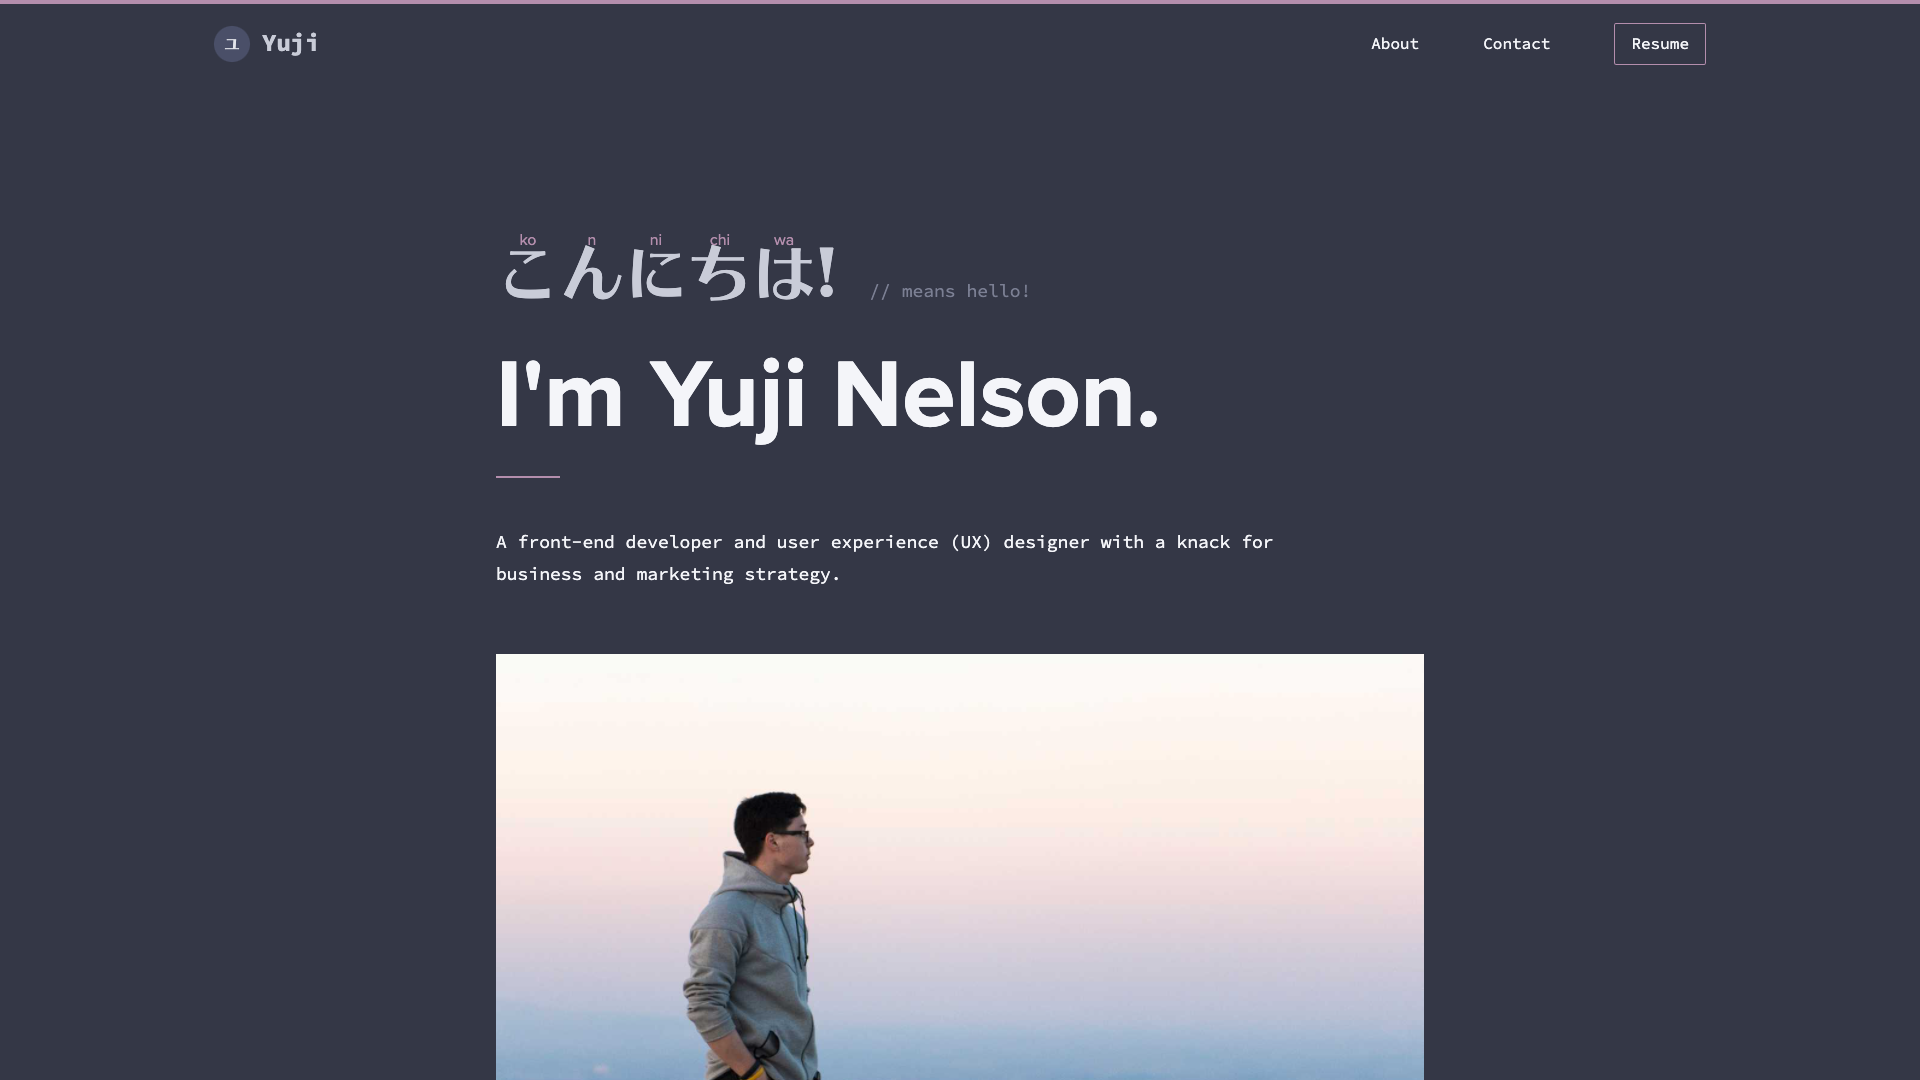 ユ Yuji
About
Contact
Resume
ko n ni chi wa
こんにちは!
// means hello!
I'm Yuji Nelson.
A front-end developer and user experience (UX) designer with a knack for
business and marketing strategy.